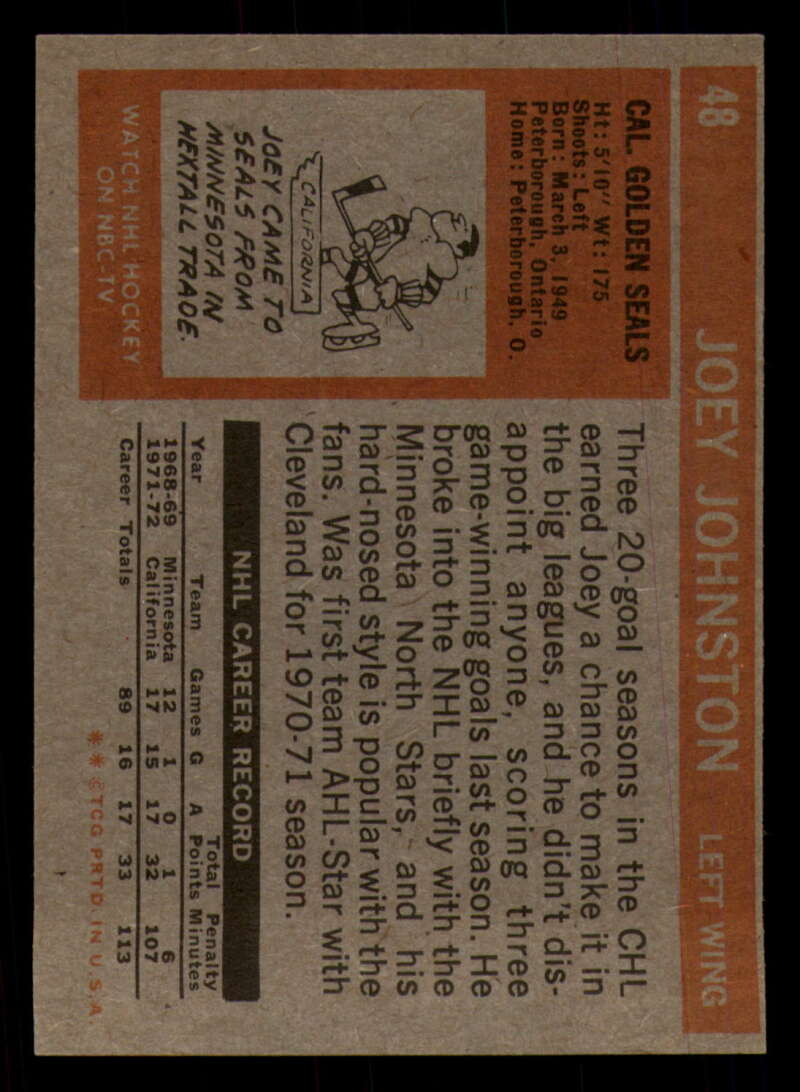 48 JOEY JOHNSTON LEFT WING
CAL. GOLDEN SEALS
Ht: 5'10" Wt: 175
Shoots: Left
Born: March 3, 1949
Peterborough, Ontario
Home: Peterborough, O.
CALIFORNIA
JOEY CAME TO
SEALS FROM
MINNESOTA IN
HEXTALL TRADE.
WATCH NHL HOCKEY
ON NBC-TV
Three 20-goal seasons in the CHL
earned Joey a chance to make it in
the big leagues, and he didn't dis-
appoint anyone, scoring three
game-winning goals last season. He
broke into the NHL briefly with the
Minnesota North Stars, and his
hard-nosed style is popular with the
fans. Was first team AHL-Star with
Cleveland for 1970-71 season.
NHL CAREER RECORD
Total Penalty
Year Team Games G A Points Minutes
1968-69 Minnesota 12 1 0 1 6
1971-72 California 17 15 17 32 107
Career Totals 89 16 17 33 113
**©TCG PRTD. IN U.S.A.